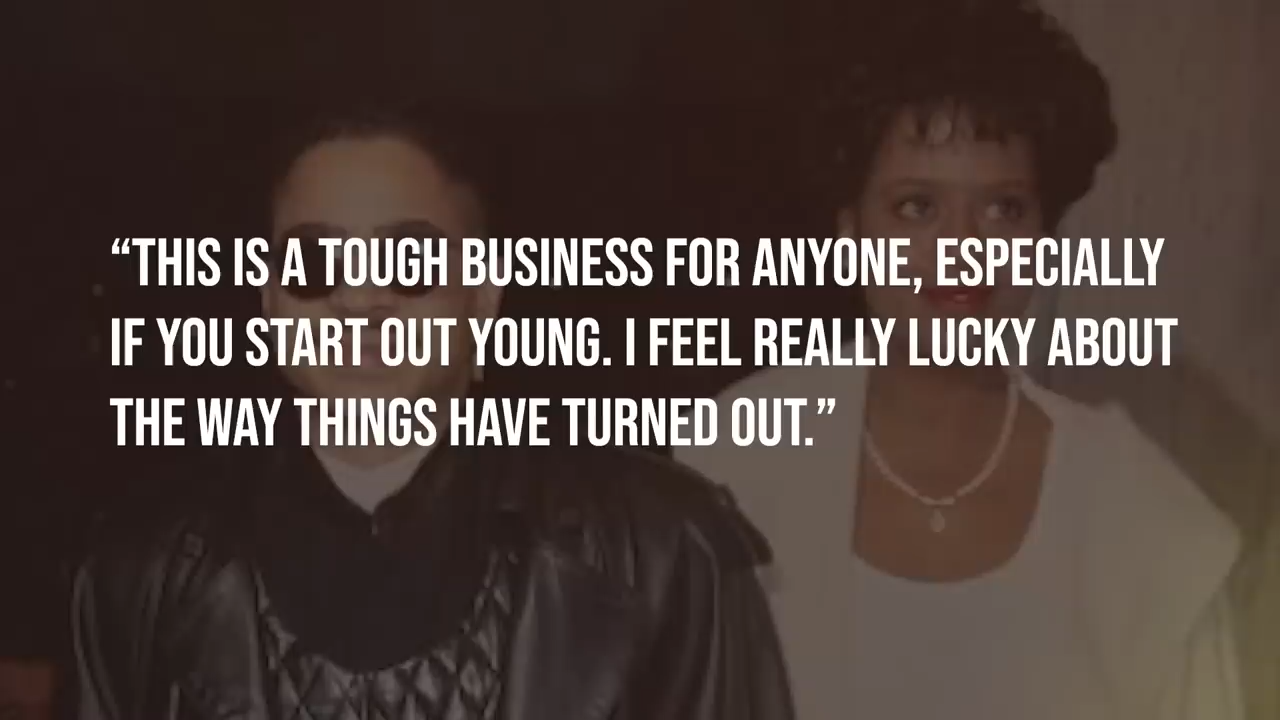 “THIS IS A TOUGH BUSINESS FOR ANYONE, ESPECIALLY
IF YOU START OUT YOUNG. I FEEL REALLY LUCKY ABOUT
THE WAY THINGS HAVE TURNED OUT.”